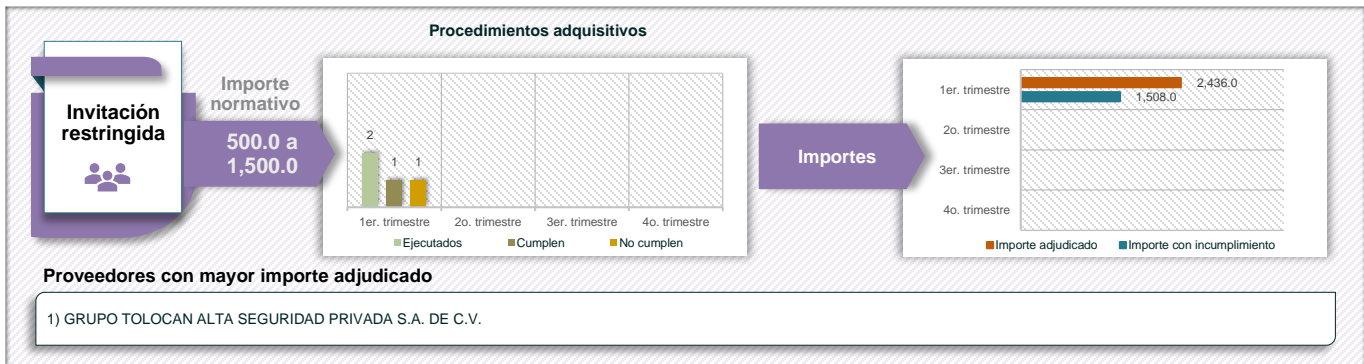 Procedimientos adquisitivos
Invitación
restringida
Importe
normativo
500.0 a
1,500.0
2
1
1
1er. trimestre
2o. trimestre
3er. trimestre
4o. trimestre
Ejecutados
Cumplen
No cumplen
Importes
1er. trimestre
2,436.0
1,508.0
2o. trimestre
3er. trimestre
4o. trimestre
Importe adjudicado
Importe con incumplimiento
Proveedores con mayor importe adjudicado
1) GRUPO TOLOCAN ALTA SEGURIDAD PRIVADA S.A. DE C.V.